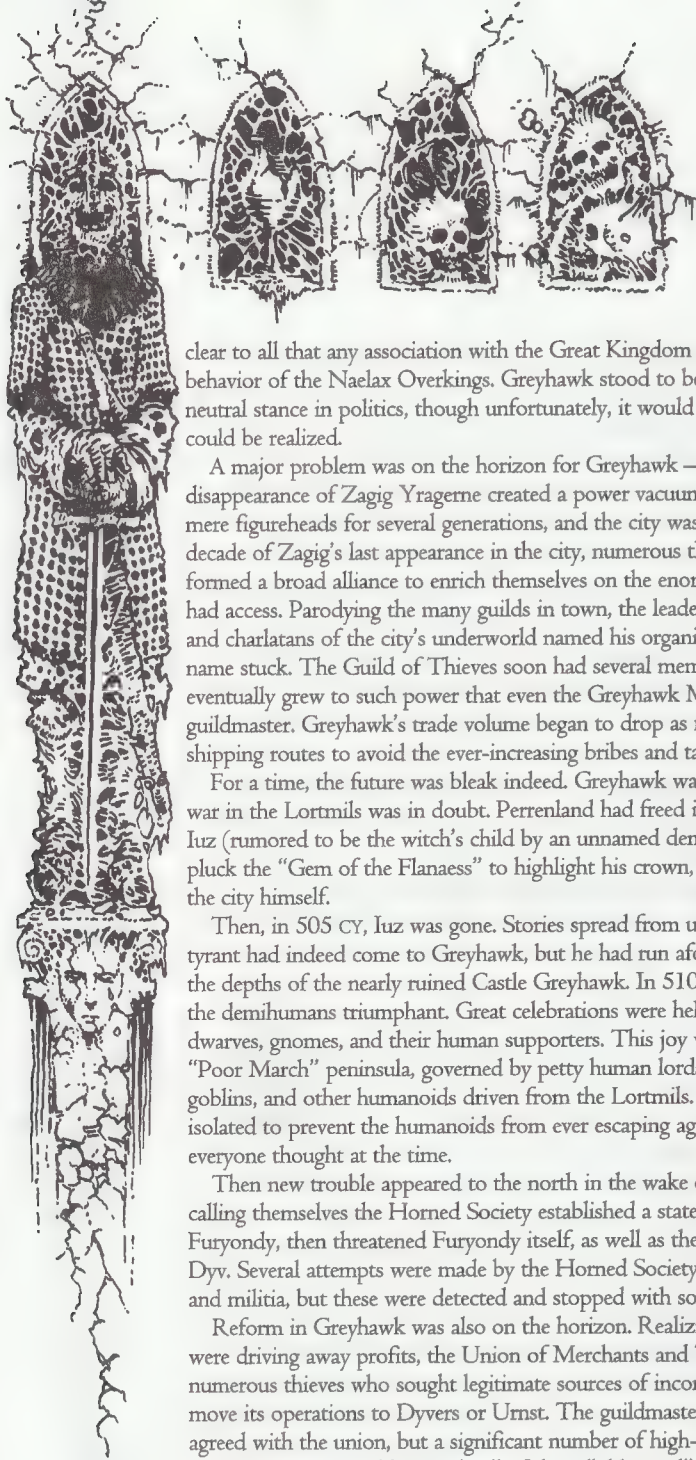 clear to all that any association with the Great Kingdom
behavior of the Naelax Overkings. Greyhawk stood to be
neutral stance in politics, though unfortunately, it would
could be realized.
A major problem was on the horizon for Greyhawk —
disappearance of Zagig Yragerne created a power vacuum
mere figureheads for several generations, and the city was
decade of Zagig's last appearance in the city, numerous
formed a broad alliance to enrich themselves on the
had access. Parodying the many guilds in town, the
and charlatans of the city's underworld named his
name stuck. The Guild of Thieves soon had several
eventually grew to such power that even the Greyhawk
guildmaster. Greyhawk's trade volume began to drop as
shipping routes to avoid the ever-increasing bribes and
For a time, the future was bleak indeed. Greyhawk
war in the Lortmils was in doubt. Perrenland had freed
Iuz (rumored to be the witch's child by an unnamed
pluck the “Gem of the Flanaess” to highlight his crown,
the city himself.
Then, in 505 CY, Iuz was gone. Stories spread from
tyrant had indeed come to Greyhawk, but he had run
the depths of the nearly ruined Castle Greyhawk. In 510
the demihumans triumphant. Great celebrations were
dwarves, gnomes, and their human supporters. This joy
“Poor March” peninsula, governed by petty human
goblins, and other humanoids driven from the Lortmils.
isolated to prevent the humanoids from ever escaping
everyone thought at the time.
Then new trouble appeared to the north in the wake
calling themselves the Horned Society established a state
Furyondy, then threatened Furyondy itself, as well as the
Dyv. Several attempts were made by the Horned Society
and militia, but these were detected and stopped with
Reform in Greyhawk was also on the horizon.
were driving away profits, the Union of Merchants and
numerous thieves who sought legitimate sources of
move its operations to Dyvers or Urnst. The
agreed with the union, but a significant number of high-